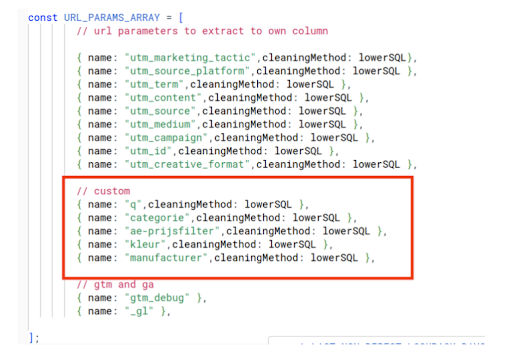 const URL_PARAMS_ARRAY = [
// url parameters to extract to own column
{ name: "utm_marketing_tactic",cleaningMethod: lowerSQL},
{ name: "utm_source_platform",cleaningMethod: lowerSQL },
{ name: "utm_term",cleaningMethod: lowerSQL },
{ name: "utm_content",cleaningMethod: lowerSQL },
{ name: "utm_source",cleaningMethod: lowerSQL },
{ name: "utm_medium",cleaningMethod: lowerSQL },
{ name: "utm_campaign",cleaningMethod: lowerSQL },
{ name: "utm_id",cleaningMethod: lowerSQL },
{ name: "utm_creative_format",cleaningMethod: lowerSQL },
// custom
{ name: "q",cleaningMethod: lowerSQL },
{ name: "categorie",cleaningMethod: lowerSQL },
{ name: "ae-prijsfilter",cleaningMethod: lowerSQL },
{ name: "kleur",cleaningMethod: lowerSQL },
{ name: "manufacturer",cleaningMethod: lowerSQL },
// gtm and ga
{ name: "gtm_debug" },
{ name: "_gl" },
];